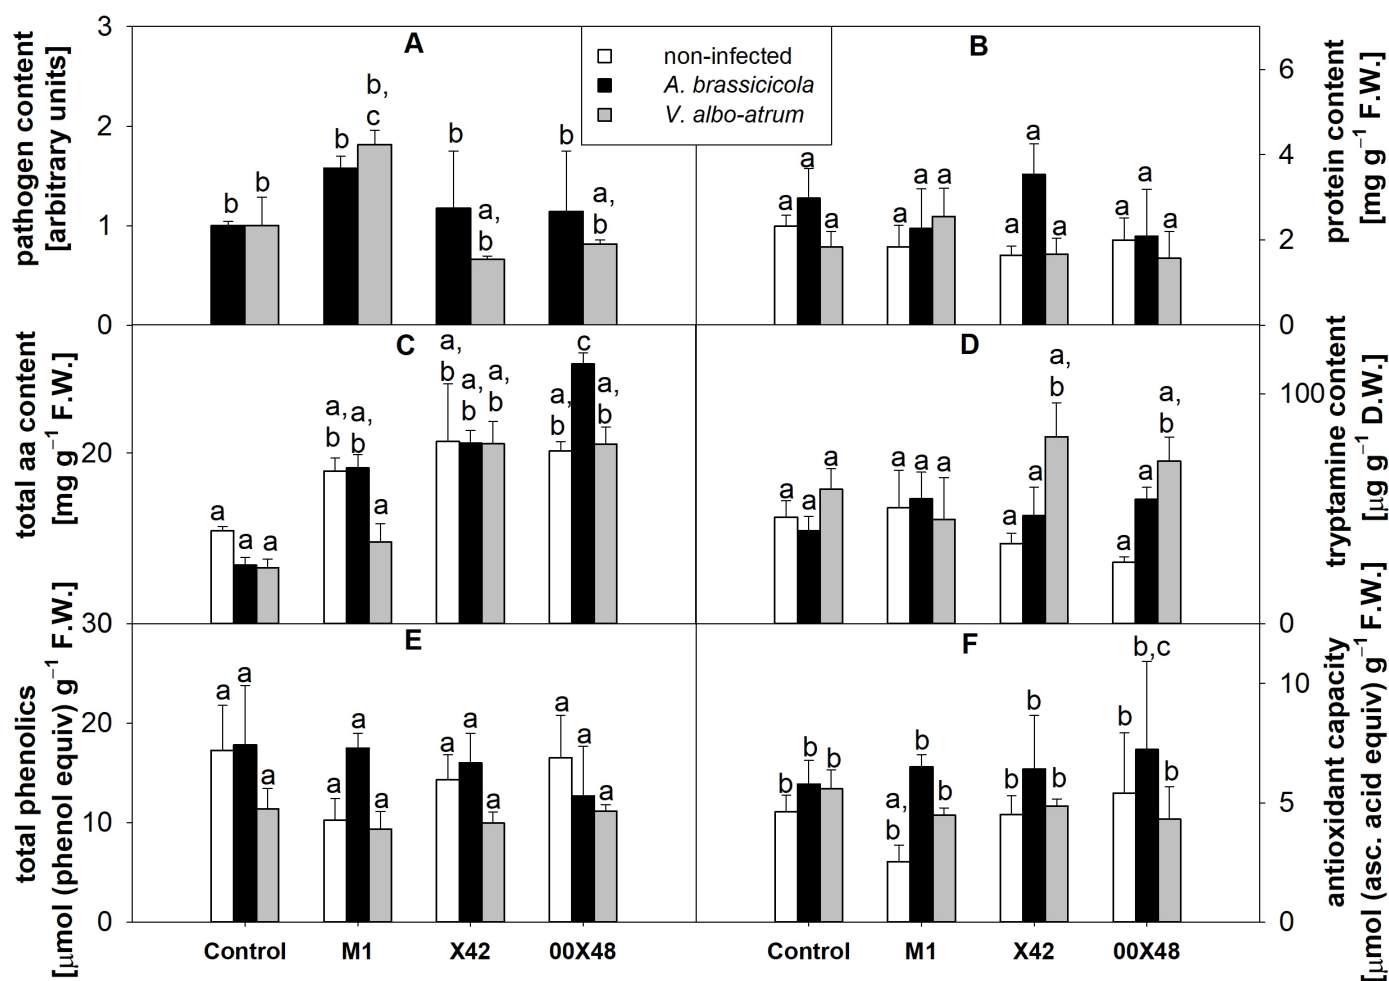 3
2
1
0
pathogen content
[arbitrary units]
A
b
b
b
b,
c
b
a,
b
b
a,
b
non-infected
A. brassicicola
V. albo-atrum
B
a
a
a
a
a
a
a
a
a
a
a
a
6
4
2
0
protein content
[mg g⁻¹ F.W.]
total aa content
[mg g⁻¹ F.W.]
20
C
a
a
a
a,
b
a,
b
a
a,
b
a,
b
a,
b
a,
b
c
a,
b
D
a
a
a
a
a
a
a
a
a,
b
a
a
a,
b
100
0
tryptamine content
[µg g⁻¹ D.W.]
total phenolics
[µmol (phenol equiv) g⁻¹ F.W.]
30
20
10
0
E
a
a
a
a
a
a
a
a
a
a
a
a
F
b
b
b
a,
b
b
b
b
b
b
b
b,c
b
10
5
0
antioxidant capacity
[µmol (asc. acid equiv) g⁻¹ F.W.]
Control
M1
X42
00X48
Control
M1
X42
00X48